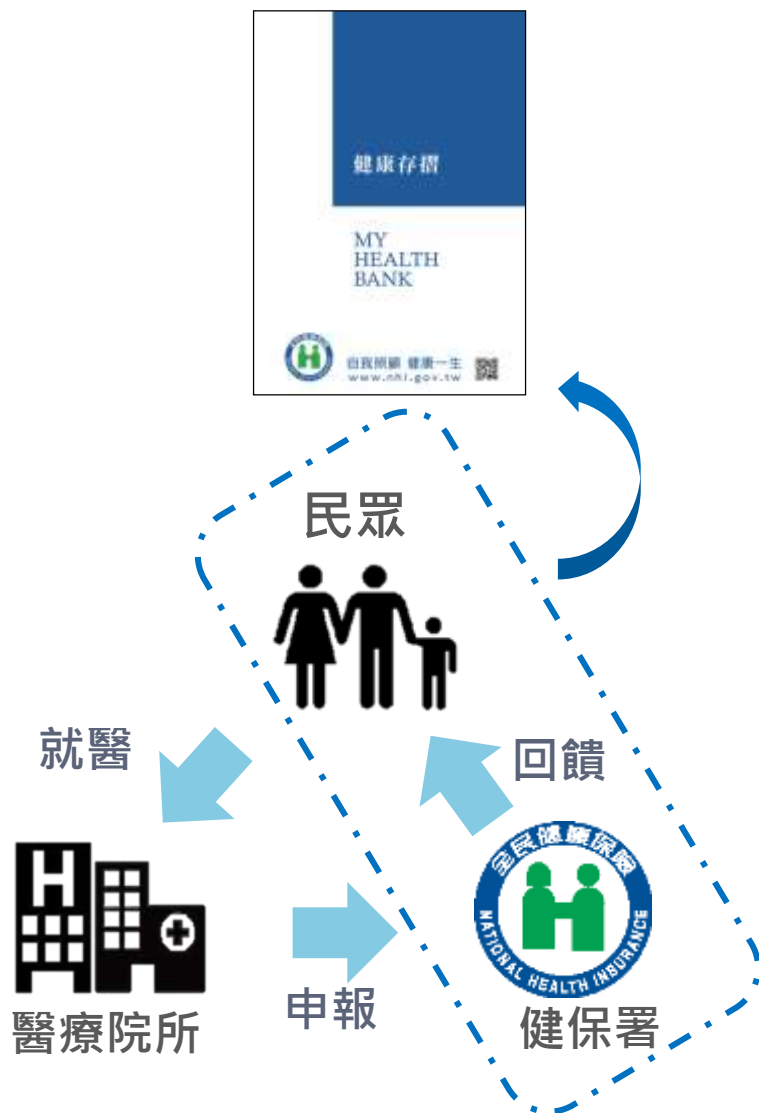 健康存摺
MY
HEALTH
BANK
自我照顧 健康一生
www.nhi.gov.tw
民眾
就醫
回饋
全民健康保險
NATIONAL HEALTH INSURANCE
申報
醫療院所
健保署